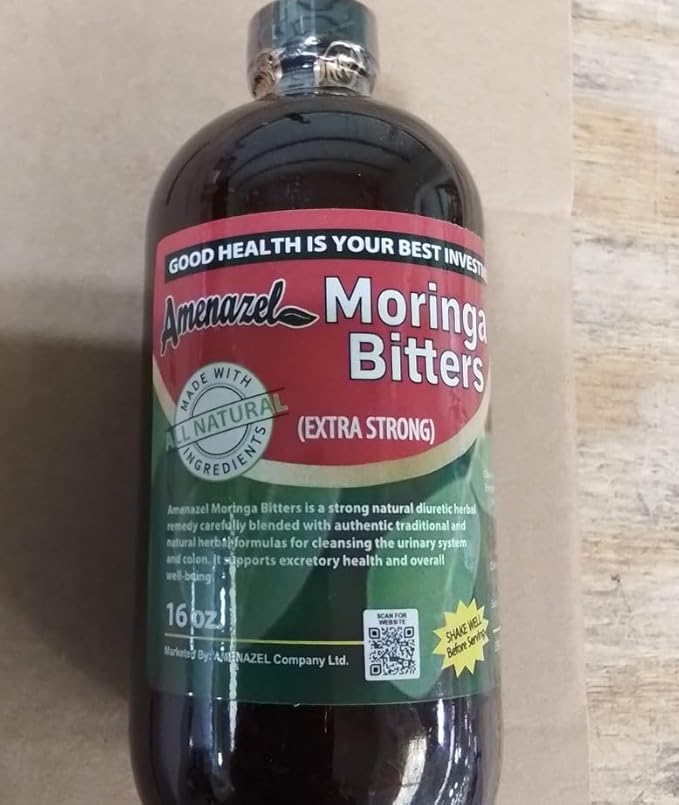 GOOD HEALTH IS YOUR BEST
Amenazel Moringa
Bitters
MADE WITH
ALL NATURAL
INGREDIENTS
(EXTRA STRONG)
Amenazel Moringa Bitters is a strong natural diuretic herbal
remedy carefully blended with authentic traditional and
natural herbal formulas for cleansing the urinary system
and colon. It supports excretory health and overall
well-being
16 oz.
SCAN FOR
WEBSITE
SHAKE WELL
Before Serving
Marketed By: AMENAZEL Company Ltd.